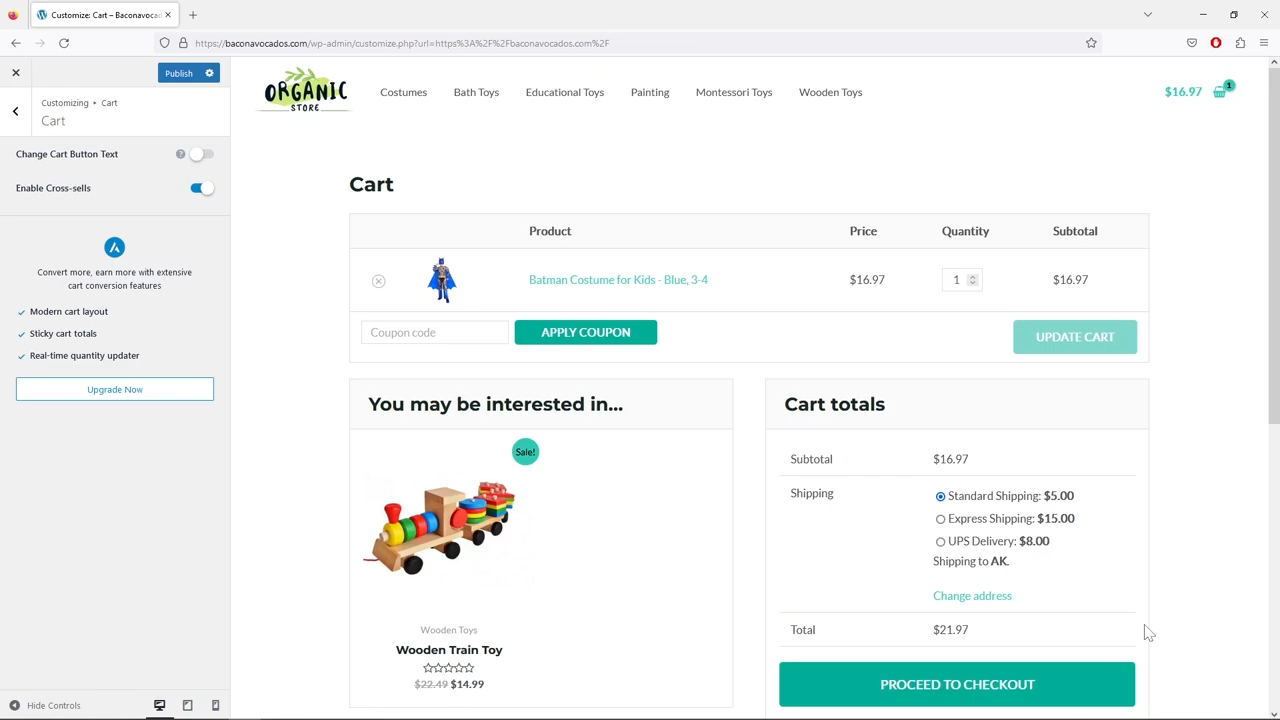 Customize: Cart – Baconavocados
https://baconavocados.com/wp-admin/customize.php?url=https%3A%2F%2Fbaconavocados.com%2F
Publish
Customizing ▸ Cart
Cart
Change Cart Button Text
Enable Cross-sells
Convert more, earn more with extensive
cart conversion features
Modern cart layout
Sticky cart totals
Real-time quantity updater
Upgrade Now
Hide Controls
ORGANIC
STORE
Costumes
Bath Toys
Educational Toys
Painting
Montessori Toys
Wooden Toys
$16.97
1
Cart
Product Price Quantity Subtotal
Batman Costume for Kids - Blue, 3-4 $16.97 1 $16.97
Coupon code
APPLY COUPON
UPDATE CART
You may be interested in...
Sale!
Wooden Toys
Wooden Train Toy
$22.49 $14.99
Cart totals
Subtotal $16.97
Shipping
Standard Shipping: $5.00
Express Shipping: $15.00
UPS Delivery: $8.00
Shipping to AK.
Change address
Total $21.97
PROCEED TO CHECKOUT